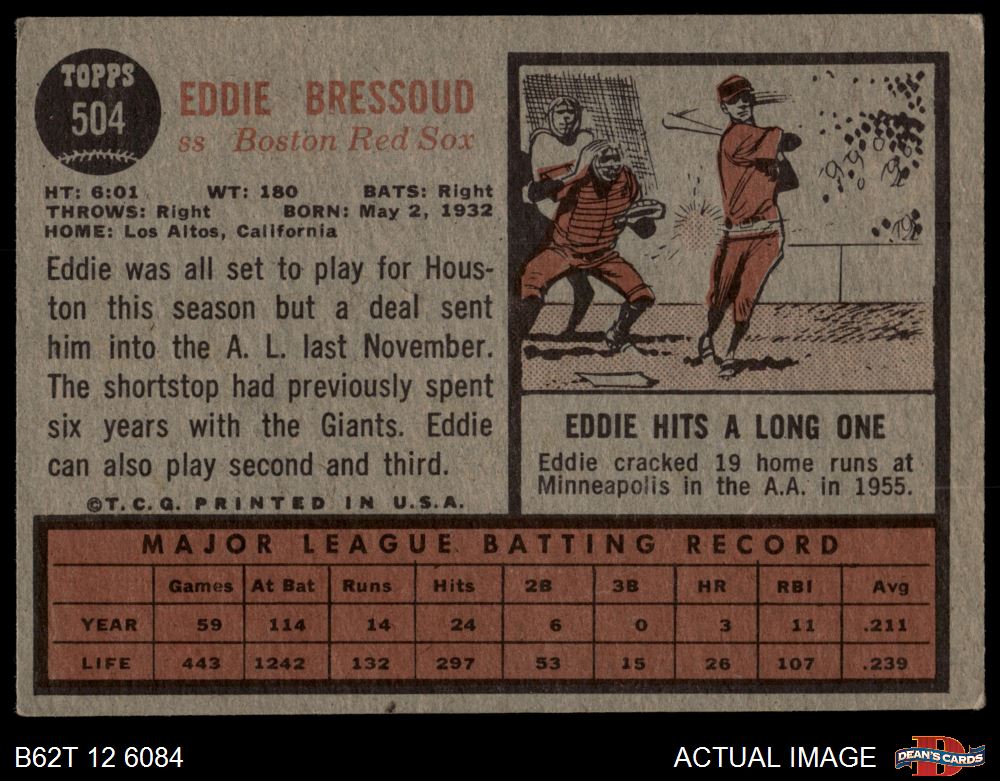 TOPPS
504
EDDIE BRESSOUD
ss Boston Red Sox
HT: 6:01 WT: 180 BATS: Right
THROWS: Right BORN: May 2, 1932
HOME: Los Altos, California
Eddie was all set to play for Hous-
ton this season but a deal sent
him into the A. L. last November.
The shortstop had previously spent
six years with the Giants. Eddie
can also play second and third.
©T.C.G. PRINTED IN U.S.A.
EDDIE HITS A LONG ONE
Eddie cracked 19 home runs at
Minneapolis in the A.A. in 1955.
MAJOR LEAGUE BATTING RECORD
Games At Bat Runs Hits 2B 3B HR RBI Avg
YEAR 59 114 14 24 6 0 3 11 .211
LIFE 443 1242 132 297 53 15 26 107 .239
B62T 12 6084
ACTUAL IMAGE
D
DEAN'S CARDS